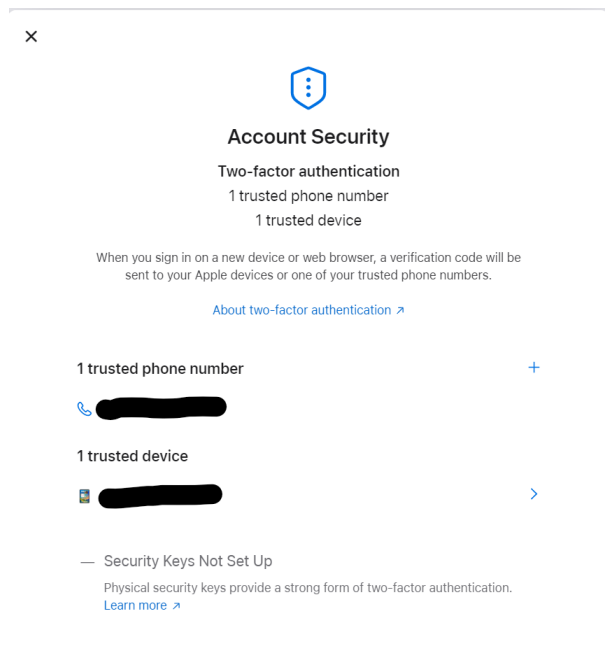 Account Security
Two-factor authentication
1 trusted phone number
1 trusted device
When you sign in on a new device or web browser, a verification code will be
sent to your Apple devices or one of your trusted phone numbers.
About two-factor authentication ↗
1 trusted phone number
1 trusted device
Security Keys Not Set Up
Physical security keys provide a strong form of two-factor authentication.
Learn more ↗